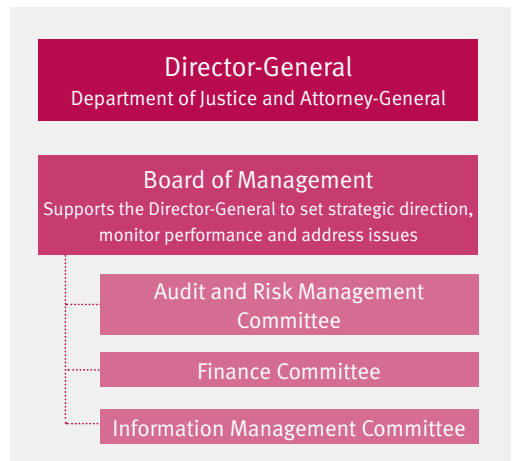 Director-General
Department of Justice and Attorney-General
Board of Management
Supports the Director-General to set strategic direction,
monitor performance and address issues
Audit and Risk Management
Committee
Finance Committee
Information Management Committee